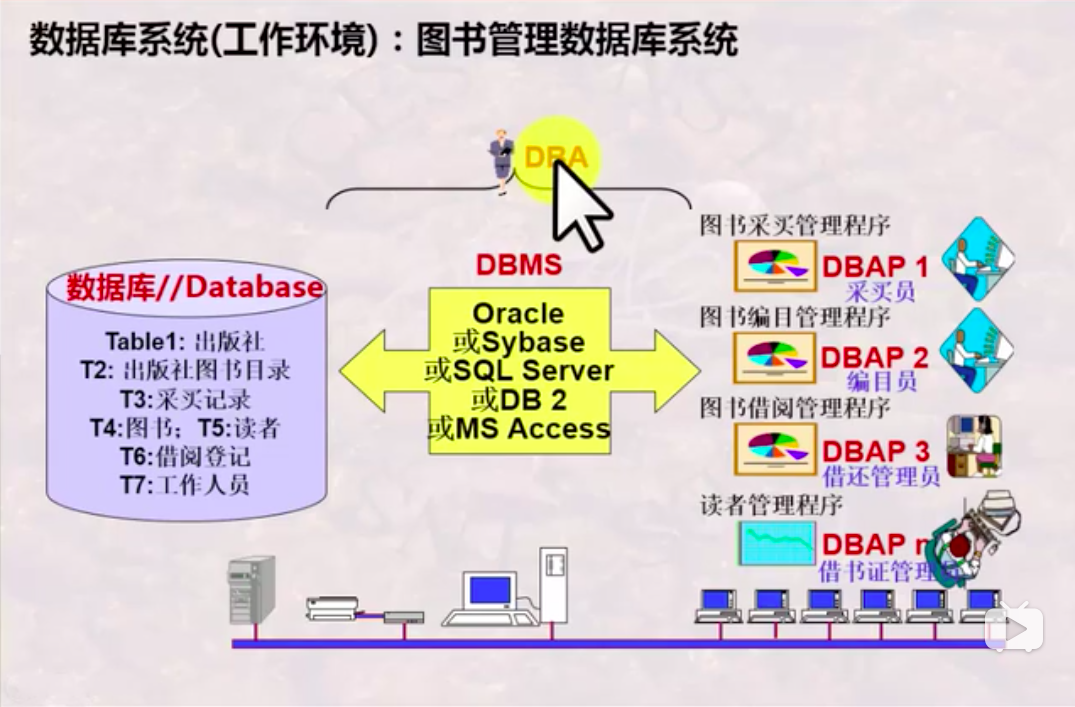 数据库系统(工作环境)：图书管理数据库系统
DBA
数据库//Database
Table1: 出版社
T2: 出版社图书目录
T3:采买记录
T4:图书; T5:读者
T6:借阅登记
T7:工作人员
DBMS
Oracle
或Sybase
或SQL Server
或DB 2
或MS Access
图书采买管理程序
DBAP 1
采买员
图书编目管理程序
DBAP 2
编目员
图书借阅管理程序
DBAP 3
借还管理员
读者管理程序
DBAP n
借书证管理员